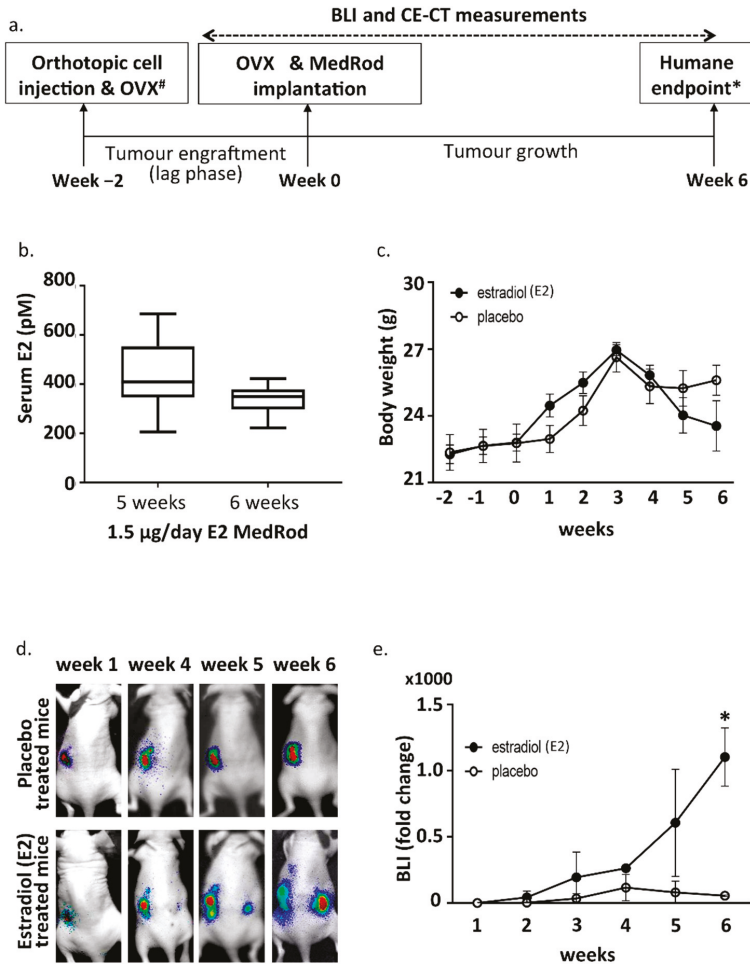 a.
BLI and CE-CT measurements
Orthotopic cell
injection & OVX#
OVX & MedRod
implantation
Humane
endpoint*
Tumour engraftment
(lag phase)
Tumour growth
Week −2
Week 0
Week 6
b.
Serum E2 (pM)
800
600
400
200
0
5 weeks
6 weeks
1.5 µg/day E2 MedRod
c.
Body weight (g)
30
27
24
21
estradiol (E2)
placebo
-2 -1 0 1 2 3 4 5 6
weeks
d.
week 1 week 4 week 5 week 6
Placebo
treated mice
Estradiol (E2)
treated mice
e.
x1000
BLI (fold change)
1.5
1.0
0.5
0
estradiol (E2)
placebo
*
1 2 3 4 5 6
weeks